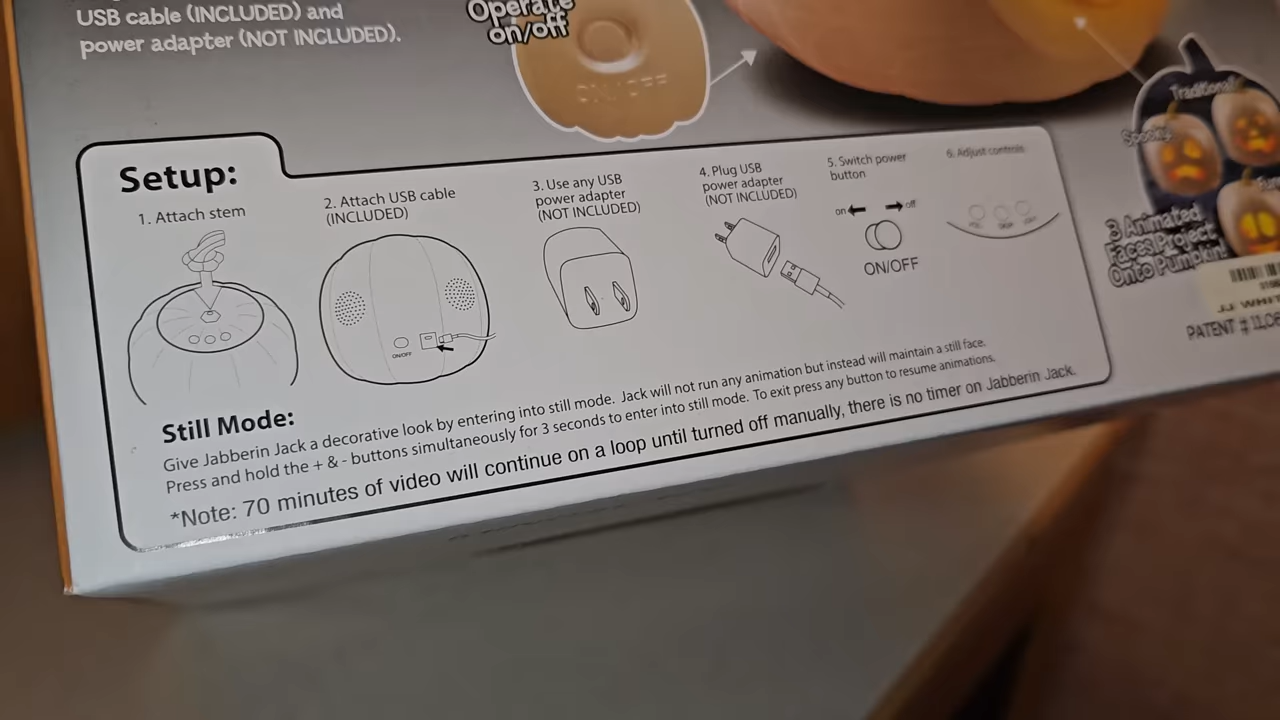 USB cable (INCLUDED) and
power adapter (NOT INCLUDED).
Operate
on/off
ON/OFF
Traditional
Spooky
3 Animated
Faces Project
Onto Pumpkin!
PATENT #
Setup:
1. Attach stem
2. Attach USB cable
(INCLUDED)
ON/OFF
3. Use any USB
power adapter
(NOT INCLUDED)
4. Plug USB
power adapter
(NOT INCLUDED)
5. Switch power
button
on off
ON/OFF
6. Adjust controls
Still Mode:
Give Jabberin Jack a decorative look by entering into still mode. Jack will not run any animation but instead will maintain a still face.
Press and hold the + & - buttons simultaneously for 3 seconds to enter into still mode. To exit press any button to resume animations.
*Note: 70 minutes of video will continue on a loop until turned off manually, there is no timer on Jabberin Jack.